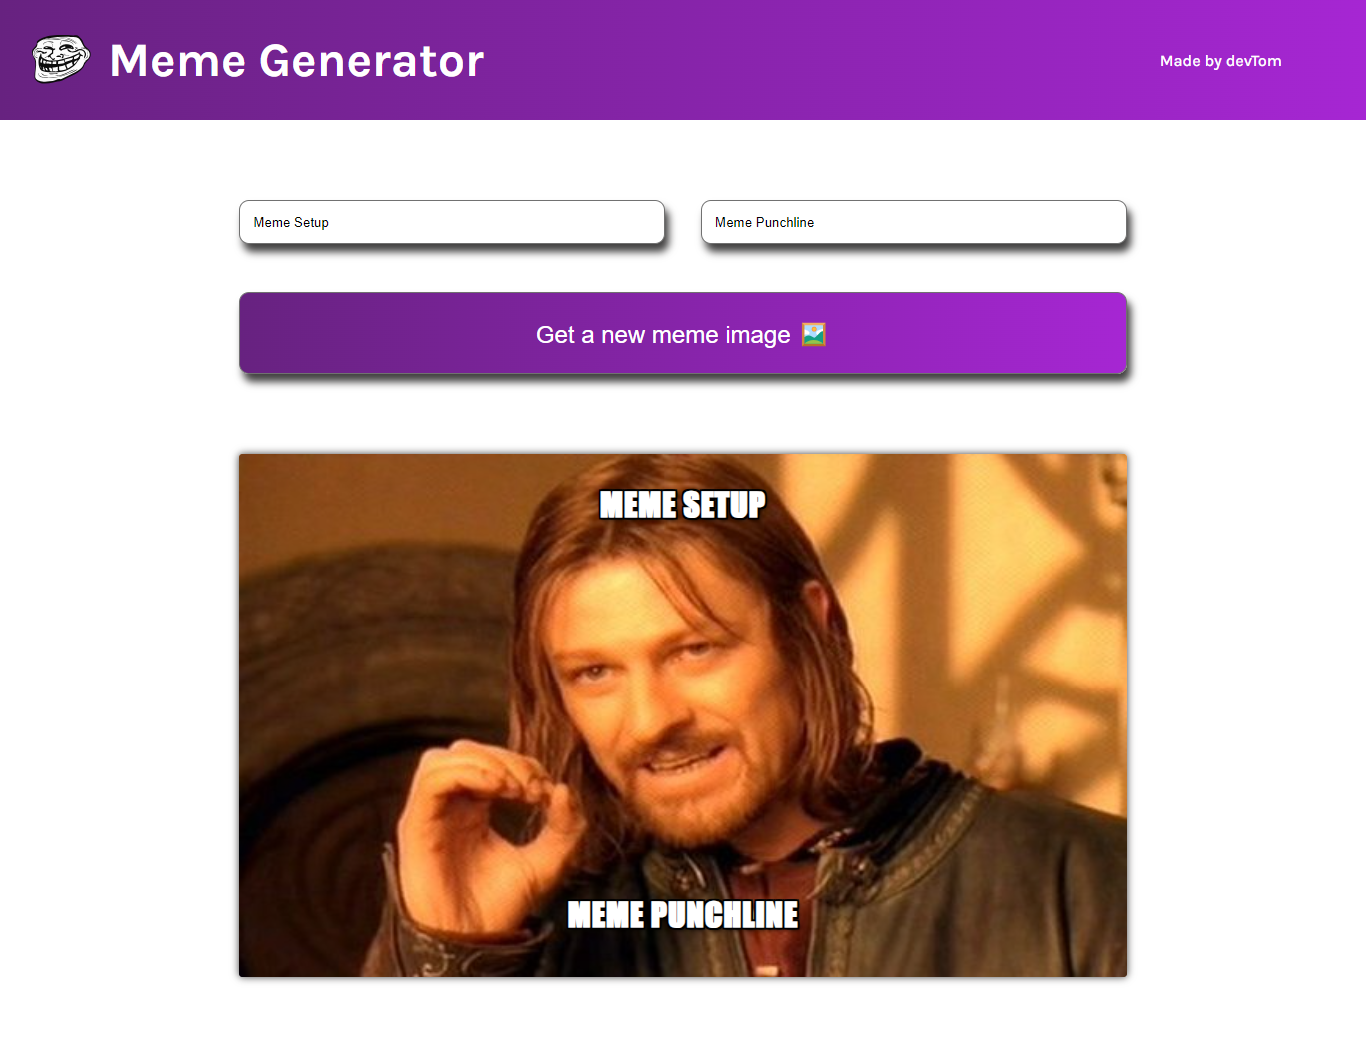 Meme Generator
Made by devTom
Meme Setup
Meme Punchline
Get a new meme image
MEME SETUP
MEME PUNCHLINE